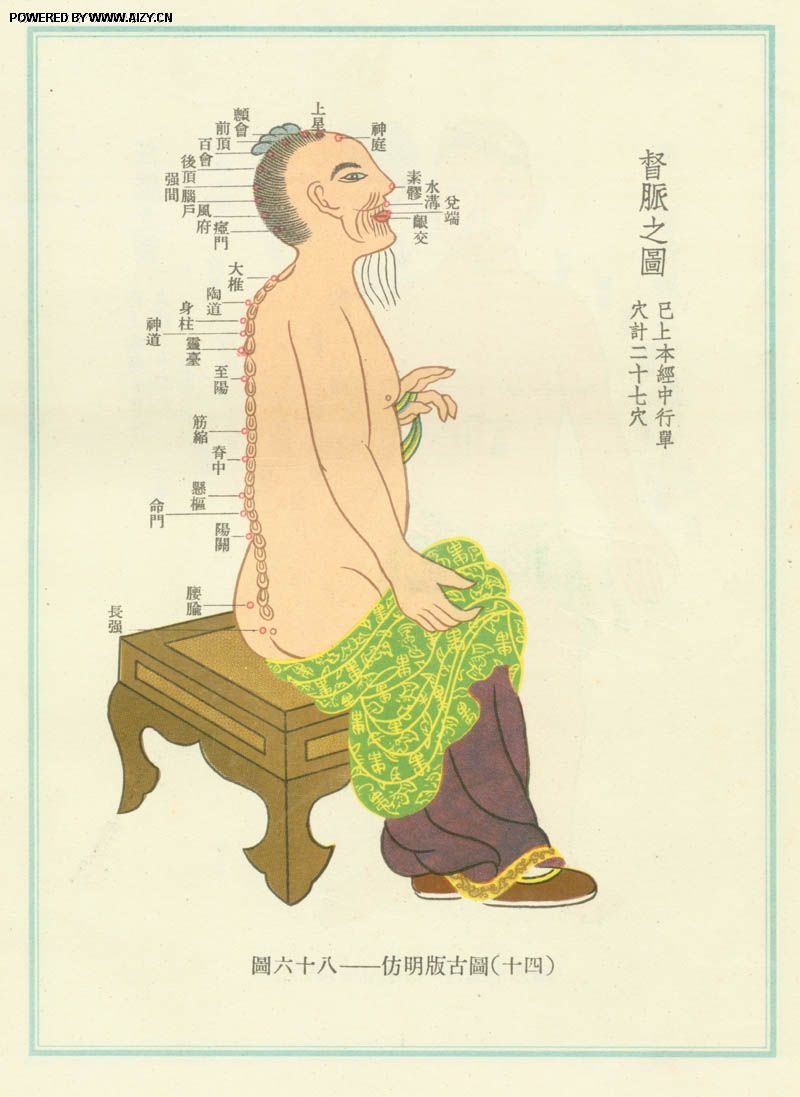 POWERED BY WWW.AIZY.CN
督脈之圖
已上本經中行單
穴計二十七穴
神庭
上星
顖會
前頂
百會
後頂
强間
腦戶
風府
瘂門
素髎
水溝
兌端
齦交
大椎
陶道
身柱
神道
靈臺
至陽
筋縮
脊中
懸樞
命門
陽關
腰腧
長强
圖六十八——仿明版古圖(十四)